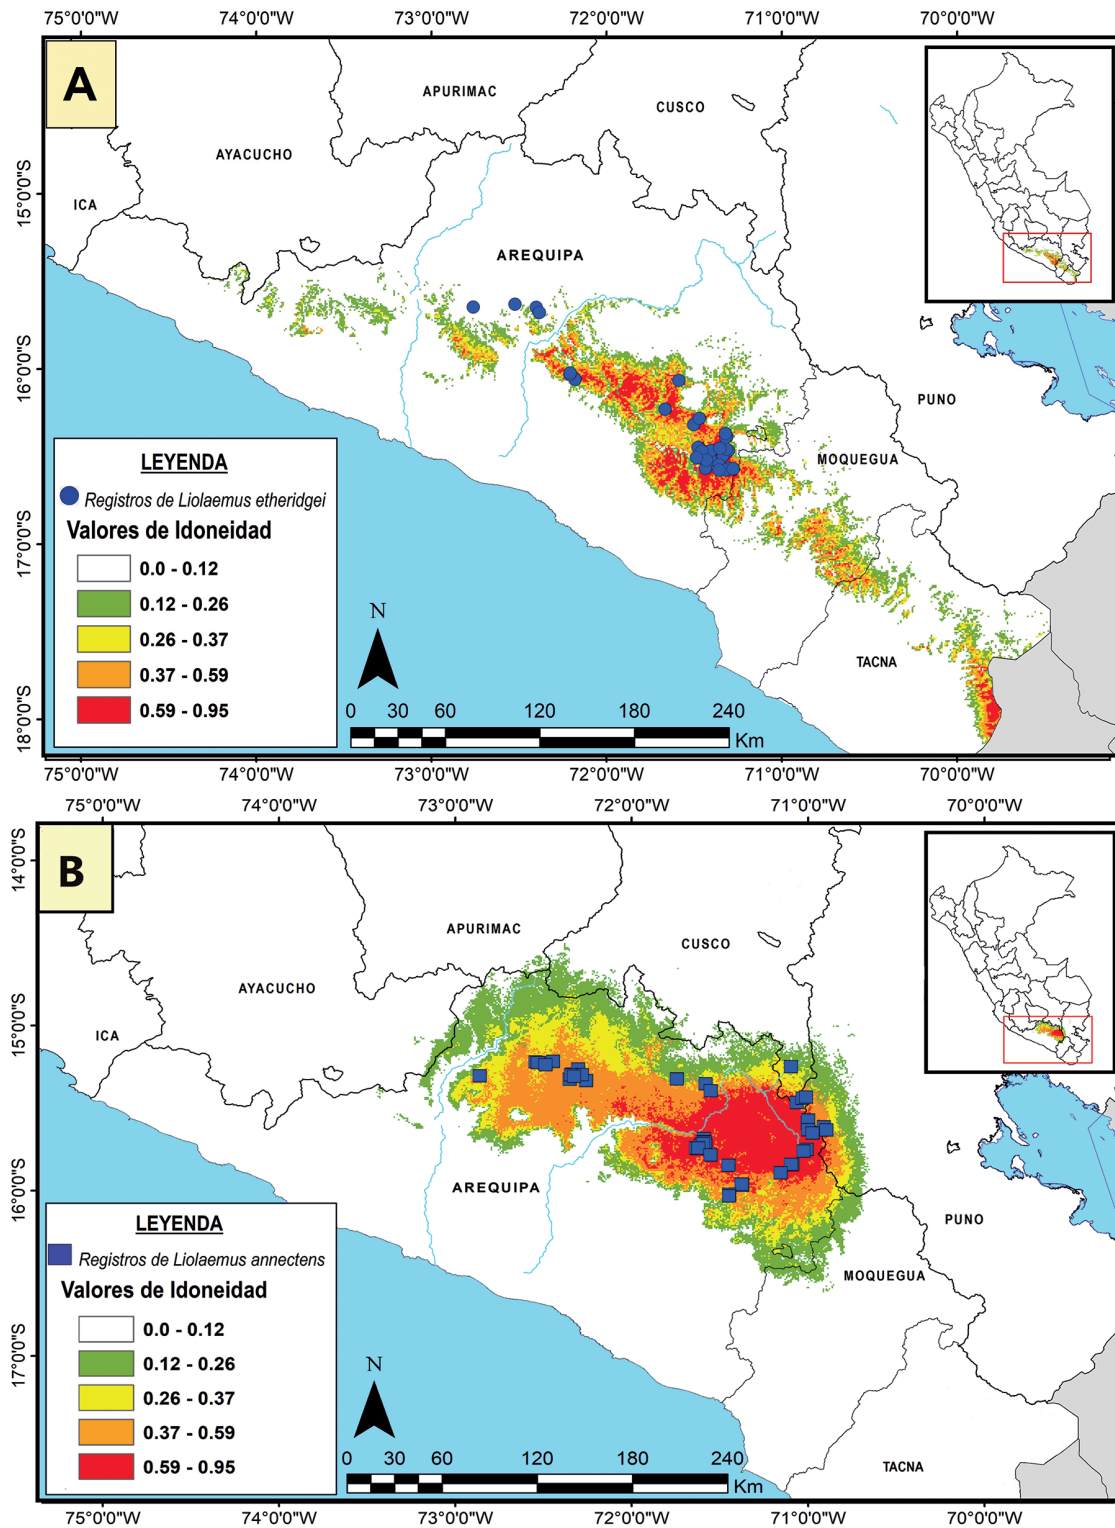 75°0'0"W 74°0'0"W 73°0'0"W 72°0'0"W 71°0'0"W 70°0'0"W
A
APURIMAC
CUSCO
AYACUCHO
15°0'0"S
ICA
AREQUIPA
16°0'0"S
PUNO
MOQUEGUA
LEYENDA
Registros de Liolaemus etheridgei
Valores de Idoneidad
17°0'0"S
0.0 - 0.12
0.12 - 0.26
0.26 - 0.37
0.37 - 0.59
0.59 - 0.95
N
TACNA
18°0'0"S
0 30 60 120 180 240
Km
75°0'0"W 74°0'0"W 73°0'0"W 72°0'0"W 71°0'0"W 70°0'0"W
75°0'0"W 74°0'0"W 73°0'0"W 72°0'0"W 71°0'0"W 70°0'0"W
14°0'0"S
B
APURIMAC
CUSCO
AYACUCHO
15°0'0"S
ICA
16°0'0"S
AREQUIPA
PUNO
MOQUEGUA
LEYENDA
Registros de Liolaemus annectens
Valores de Idoneidad
17°0'0"S
0.0 - 0.12
0.12 - 0.26
0.26 - 0.37
0.37 - 0.59
0.59 - 0.95
N
TACNA
0 30 60 120 180 240
Km
75°0'0"W 74°0'0"W 73°0'0"W 72°0'0"W 71°0'0"W 70°0'0"W